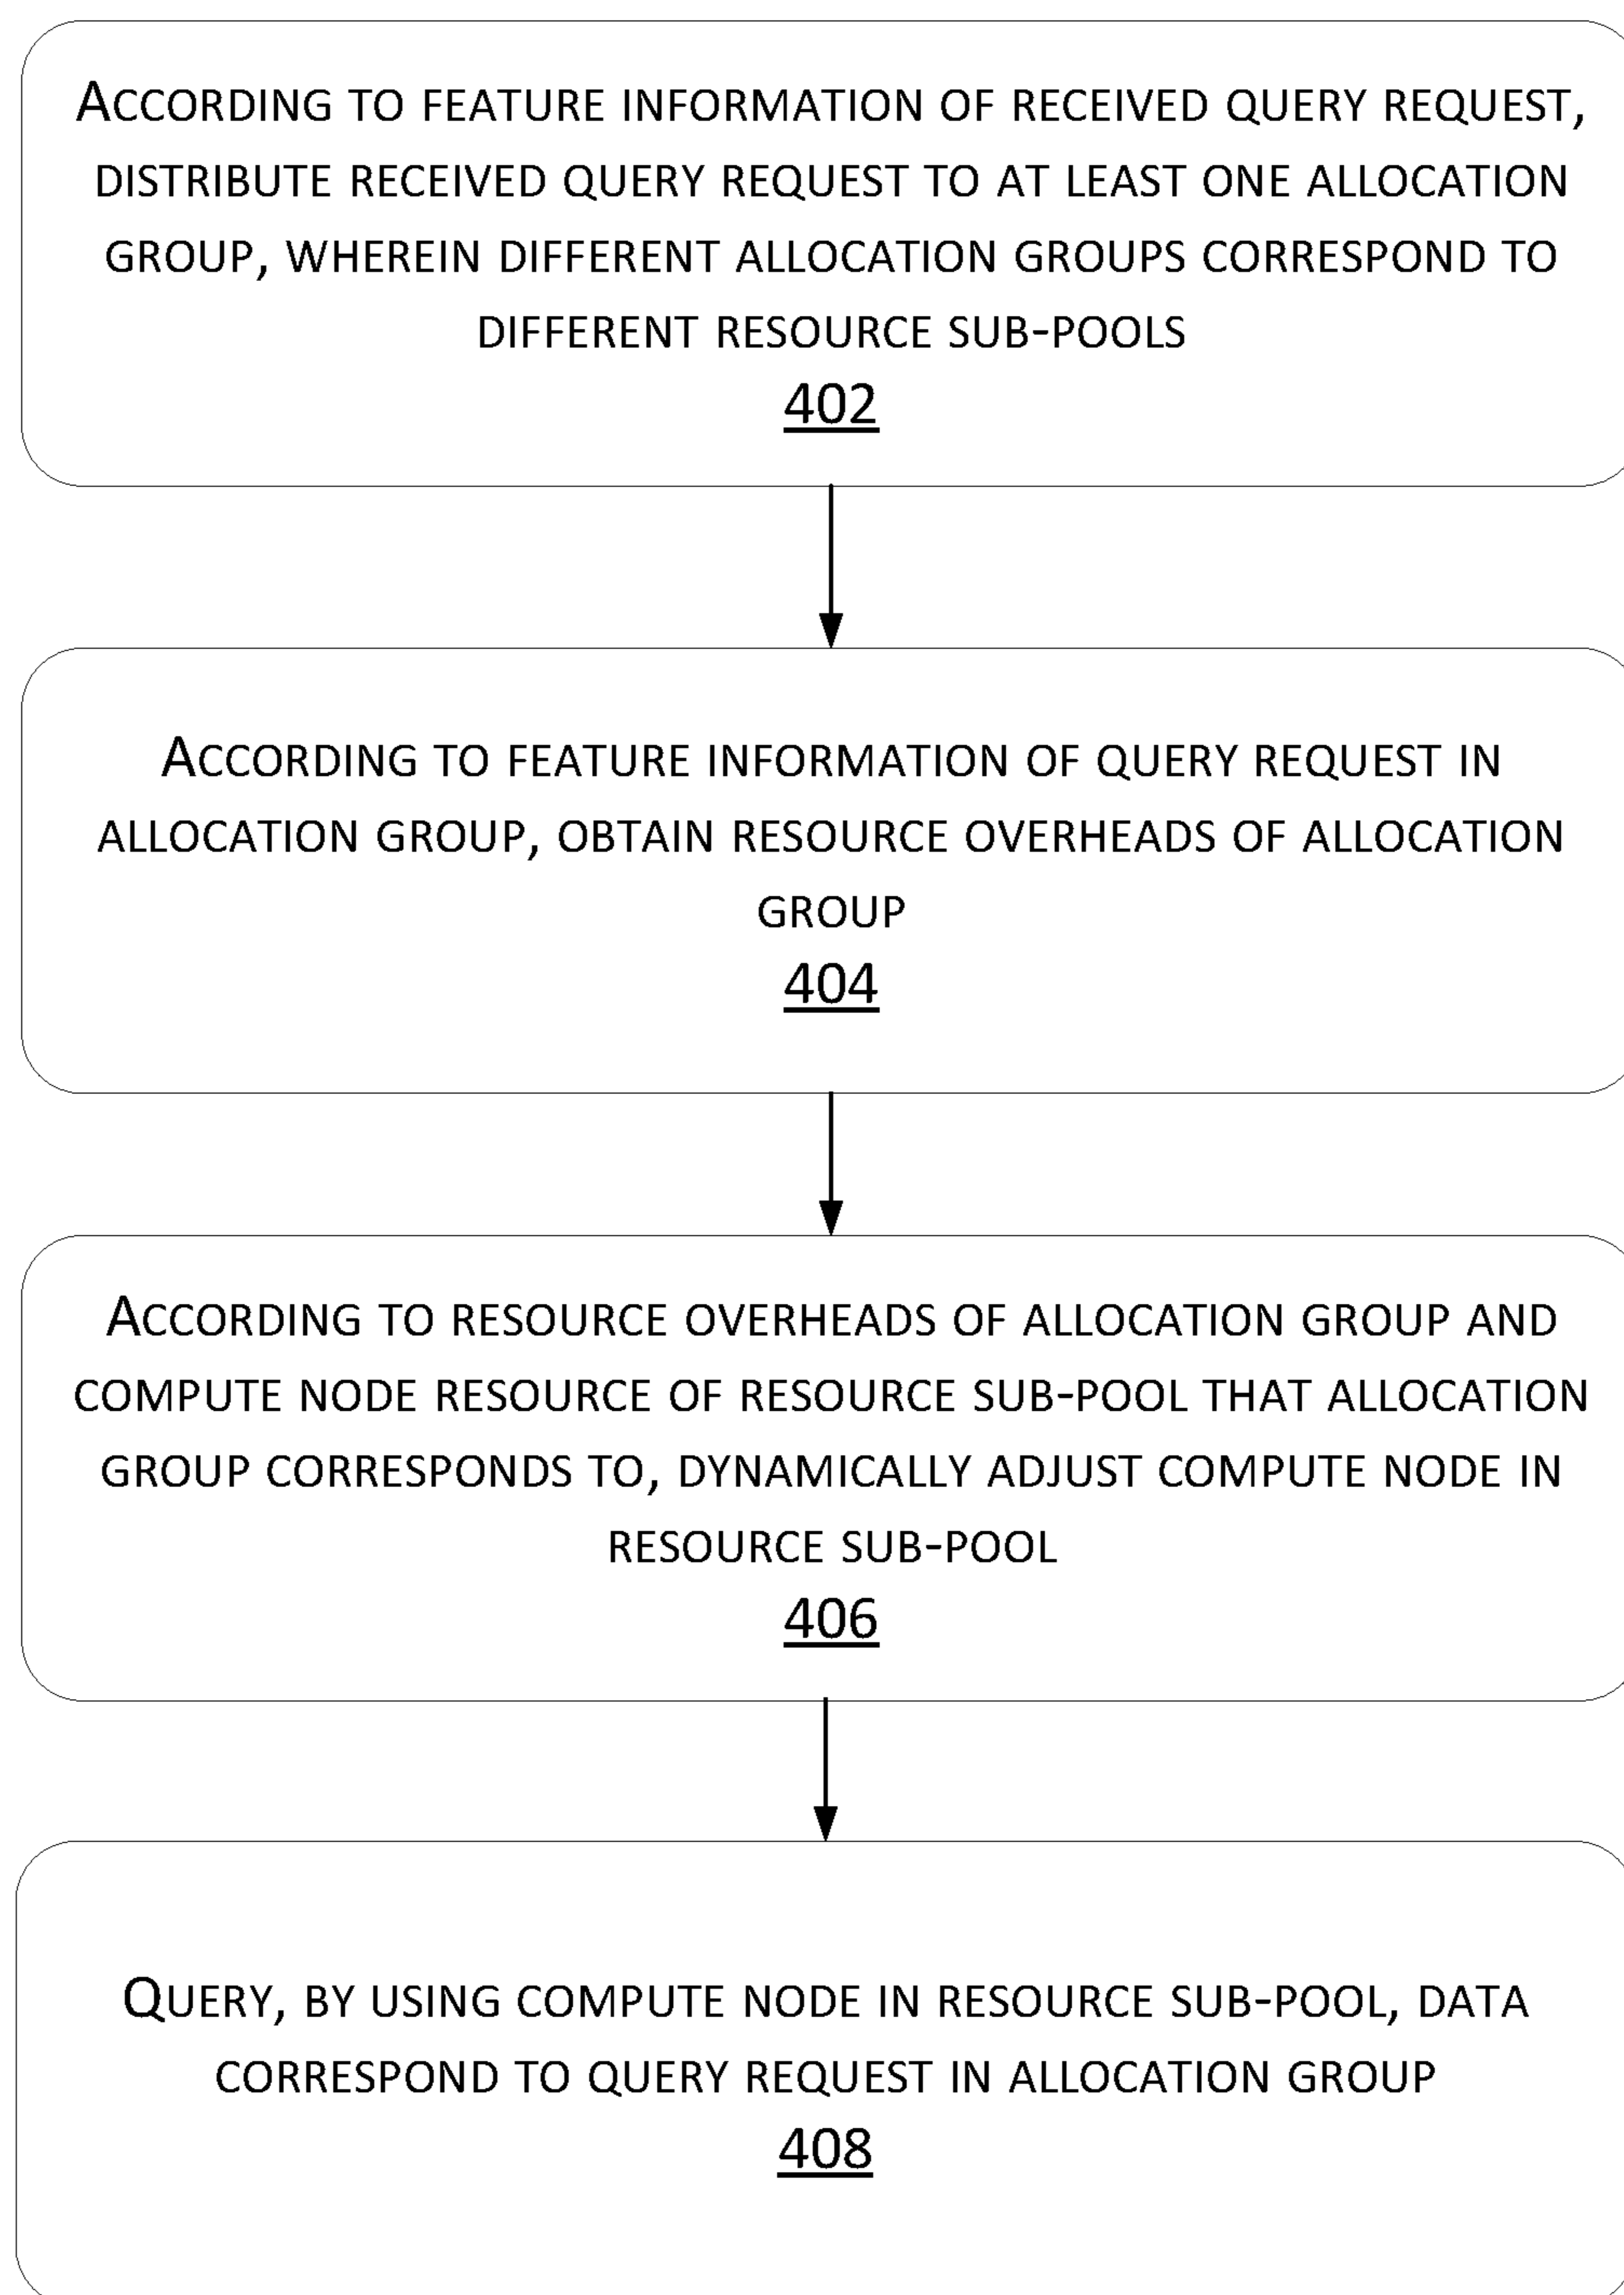 ACCORDING TO FEATURE INFORMATION OF RECEIVED QUERY REQUEST,
DISTRIBUTE RECEIVED QUERY REQUEST TO AT LEAST ONE ALLOCATION
GROUP, WHEREIN DIFFERENT ALLOCATION GROUPS CORRESPOND TO
DIFFERENT RESOURCE SUB-POOLS
402
ACCORDING TO FEATURE INFORMATION OF QUERY REQUEST IN
ALLOCATION GROUP, OBTAIN RESOURCE OVERHEADS OF ALLOCATION
GROUP
404
ACCORDING TO RESOURCE OVERHEADS OF ALLOCATION GROUP AND
COMPUTE NODE RESOURCE OF RESOURCE SUB-POOL THAT ALLOCATION
GROUP CORRESPONDS TO, DYNAMICALLY ADJUST COMPUTE NODE IN
RESOURCE SUB-POOL
406
QUERY, BY USING COMPUTE NODE IN RESOURCE SUB-POOL, DATA
CORRESPOND TO QUERY REQUEST IN ALLOCATION GROUP
408